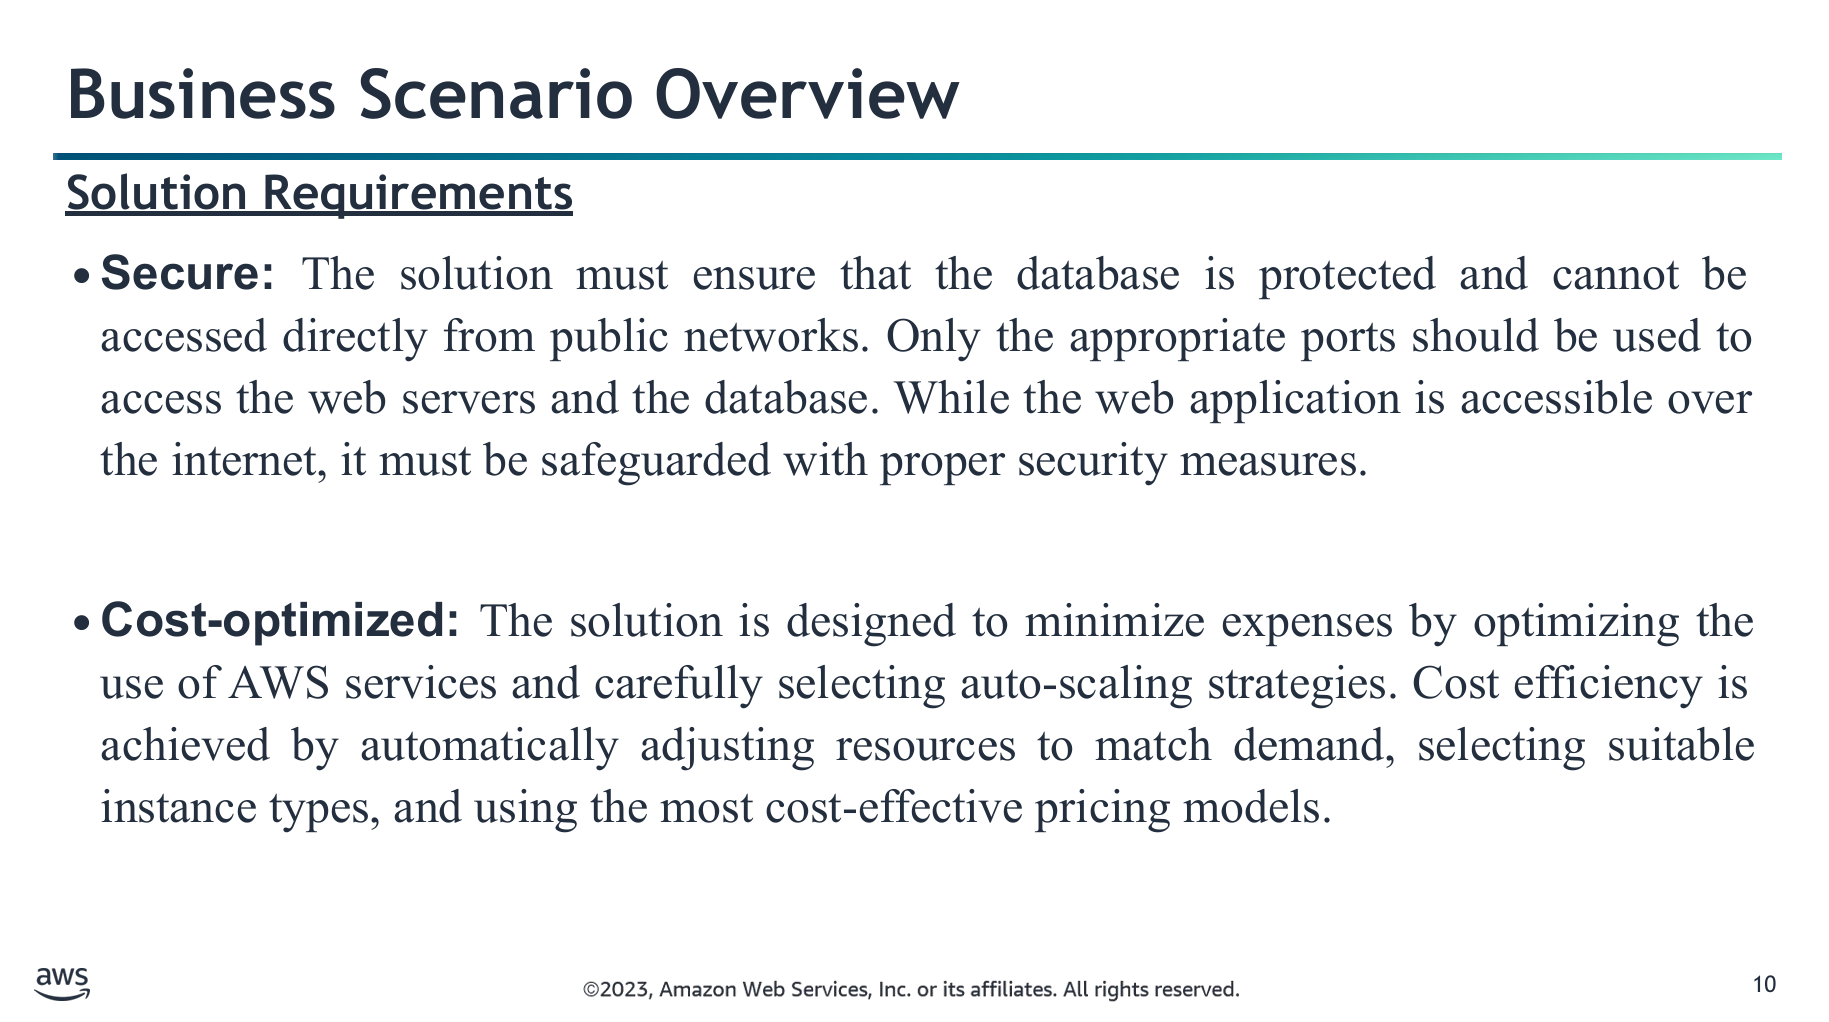 Business Scenario Overview
Solution Requirements
• Secure: The solution must ensure that the database is protected and cannot be
accessed directly from public networks. Only the appropriate ports should be used to
access the web servers and the database. While the web application is accessible over
the internet, it must be safeguarded with proper security measures.
• Cost-optimized: The solution is designed to minimize expenses by optimizing the
use of AWS services and carefully selecting auto-scaling strategies. Cost efficiency is
achieved by automatically adjusting resources to match demand, selecting suitable
instance types, and using the most cost-effective pricing models.
aws
©2023, Amazon Web Services, Inc. or its affiliates. All rights reserved.
10